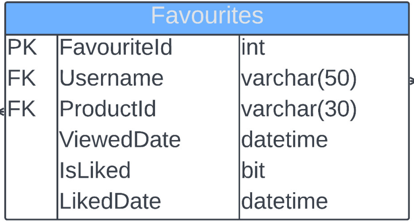 Favourites
PK FavouriteId int
FK Username varchar(50)
FK ProductId varchar(30)
ViewedDate datetime
IsLiked bit
LikedDate datetime